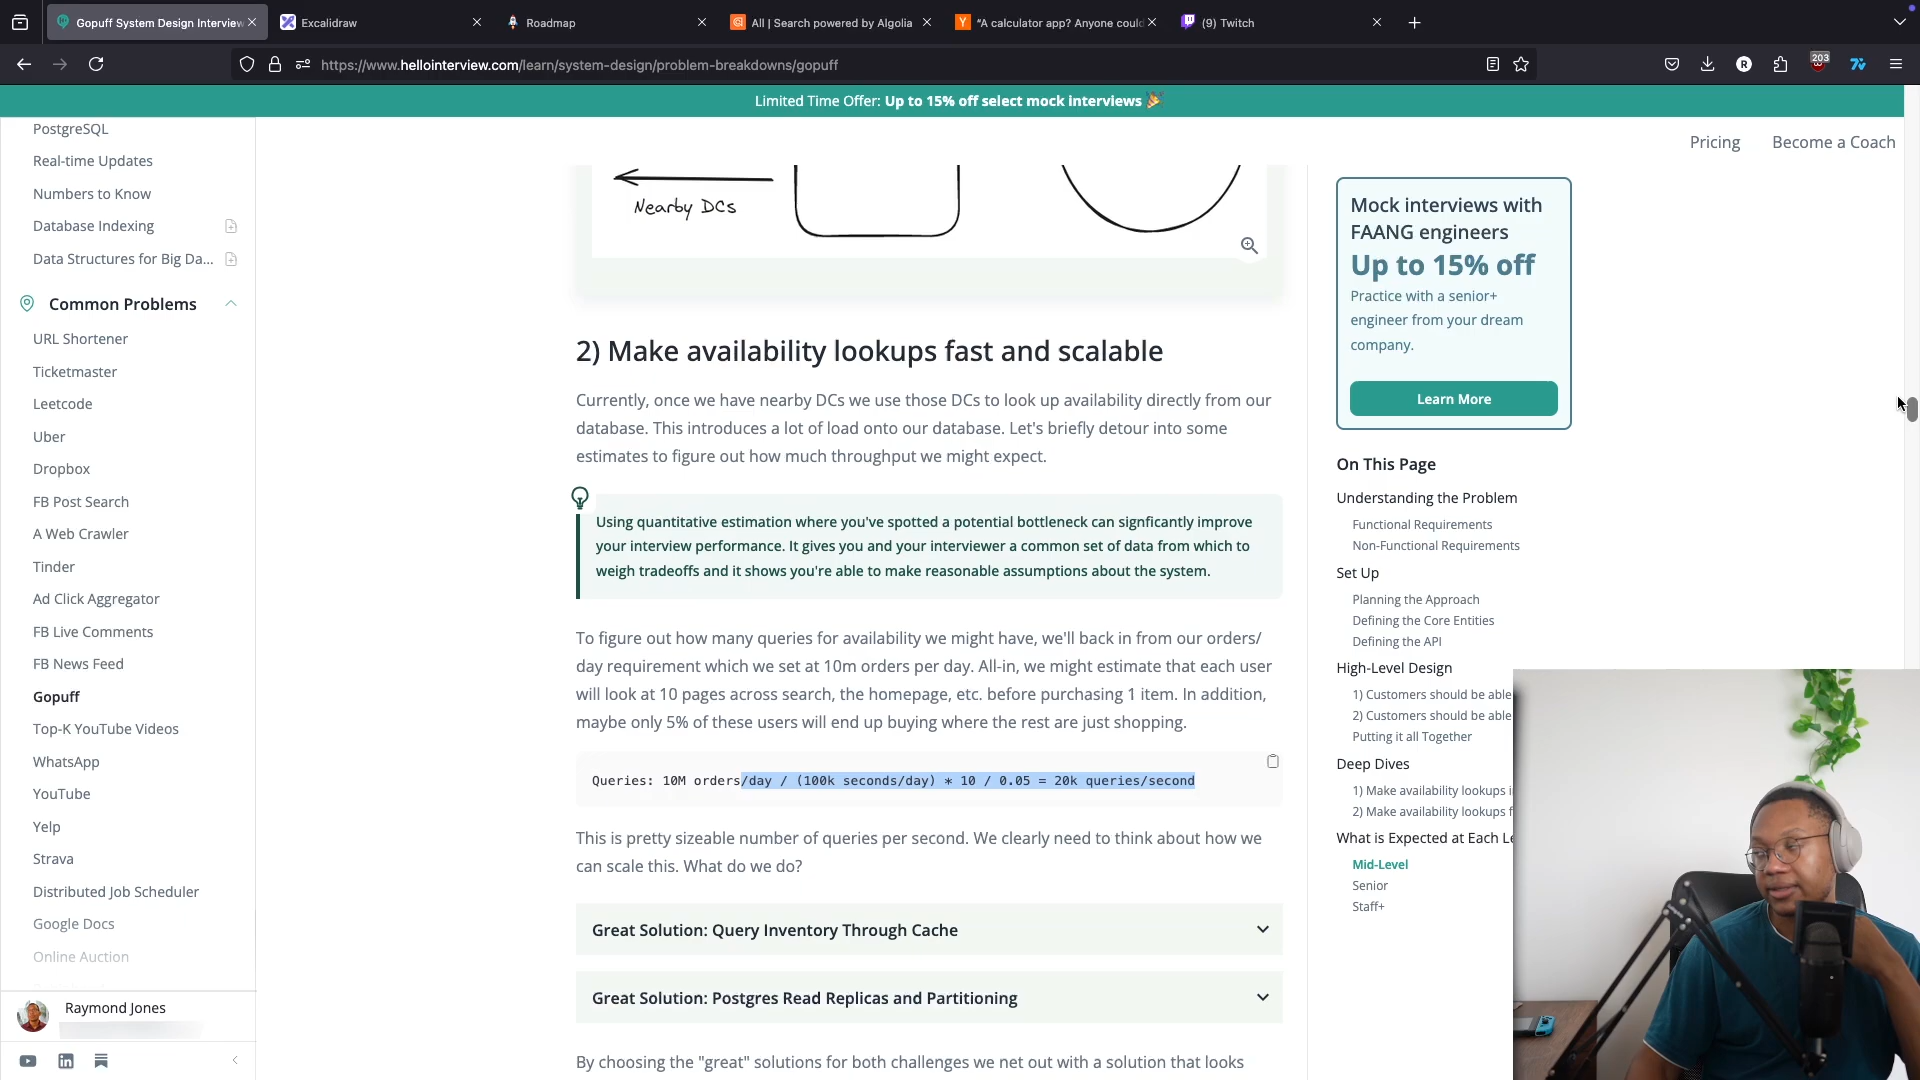 Gopuff System Design Interview
Excalidraw
Roadmap
All | Search powered by Algolia
"A calculator app? Anyone coul
(9) Twitch
https://www.hellointerview.com/learn/system-design/problem-breakdowns/gopuff
R
203
Limited Time Offer: Up to 15% off select mock interviews
Pricing
Become a Coach
PostgreSQL
Real-time Updates
Numbers to Know
Database Indexing
Data Structures for Big Da...
Common Problems
URL Shortener
Ticketmaster
Leetcode
Uber
Dropbox
FB Post Search
A Web Crawler
Tinder
Ad Click Aggregator
FB Live Comments
FB News Feed
Gopuff
Top-K YouTube Videos
WhatsApp
YouTube
Yelp
Strava
Distributed Job Scheduler
Google Docs
Online Auction
Raymond Jones
Nearby DCs
2) Make availability lookups fast and scalable
Currently, once we have nearby DCs we use those DCs to look up availability directly from our
database. This introduces a lot of load onto our database. Let's briefly detour into some
estimates to figure out how much throughput we might expect.
Using quantitative estimation where you've spotted a potential bottleneck can signficantly improve
your interview performance. It gives you and your interviewer a common set of data from which to
weigh tradeoffs and it shows you're able to make reasonable assumptions about the system.
To figure out how many queries for availability we might have, we'll back in from our orders/
day requirement which we set at 10m orders per day. All-in, we might estimate that each user
will look at 10 pages across search, the homepage, etc. before purchasing 1 item. In addition,
maybe only 5% of these users will end up buying where the rest are just shopping.
Queries: 10M orders/day / (100k seconds/day) * 10 / 0.05 = 20k queries/second
This is pretty sizeable number of queries per second. We clearly need to think about how we
can scale this. What do we do?
Great Solution: Query Inventory Through Cache
Great Solution: Postgres Read Replicas and Partitioning
By choosing the "great" solutions for both challenges we net out with a solution that looks
Mock interviews with
FAANG engineers
Up to 15% off
Practice with a senior+
engineer from your dream
company.
Learn More
On This Page
Understanding the Problem
Functional Requirements
Non-Functional Requirements
Set Up
Planning the Approach
Defining the Core Entities
Defining the API
High-Level Design
1) Customers should be able
2) Customers should be able
Putting it all Together
Deep Dives
1) Make availability lookups i
2) Make availability lookups f
What is Expected at Each Le
Mid-Level
Senior
Staff+